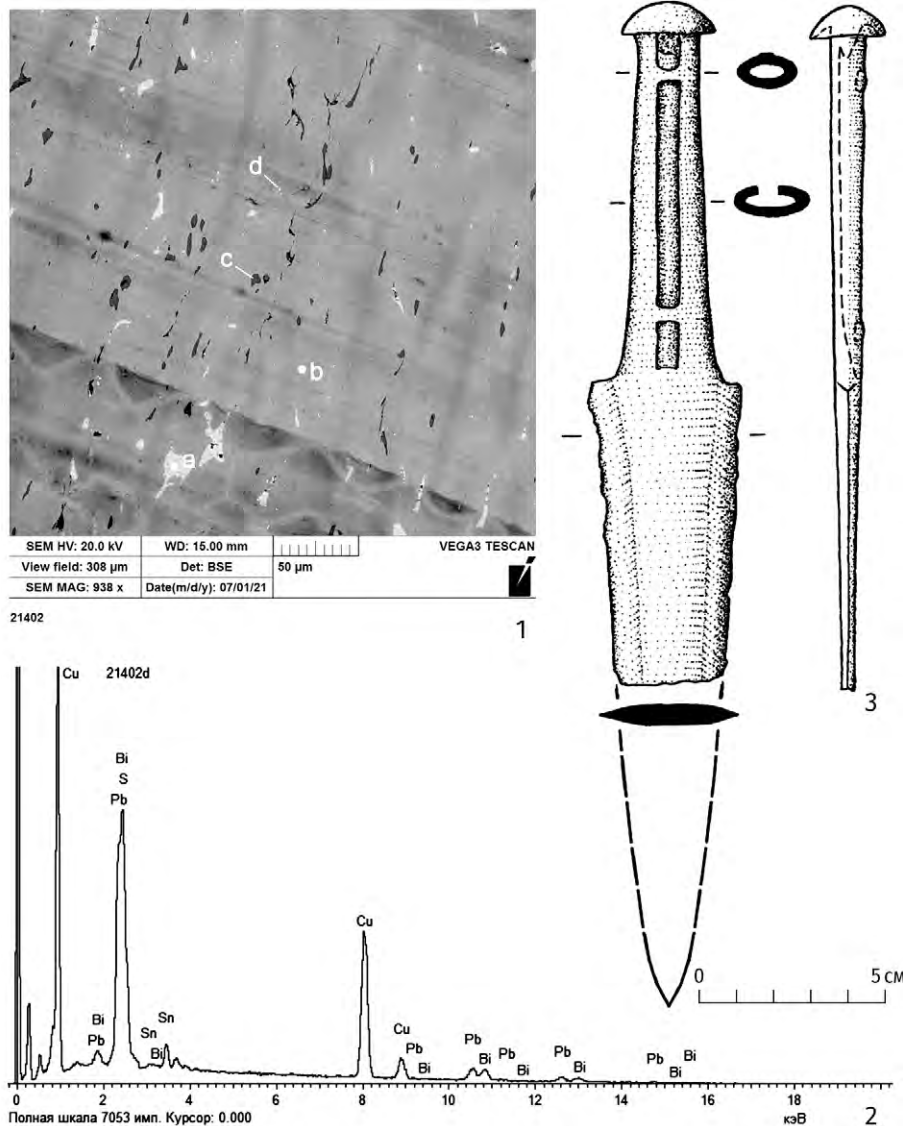 d
c
b
a
SEM HV: 20.0 kV WD: 15.00 mm VEGA3 TESCAN
View field: 308 µm Det: BSE 50 µm
SEM MAG: 938 x Date(m/d/y): 07/01/21
21402
1
3
0 5 см
Cu 21402d
Bi
S
Pb
Cu
Bi
Pb
Sn
Sn
Bi
Cu
Pb
Bi
Pb
Bi
Pb
Bi
Pb
Bi
Pb
Bi
Bi
0 2 4 6 8 10 12 14 16 18 20
Полная шкала 7053 имп. Курсор: 0.000 кэВ 2